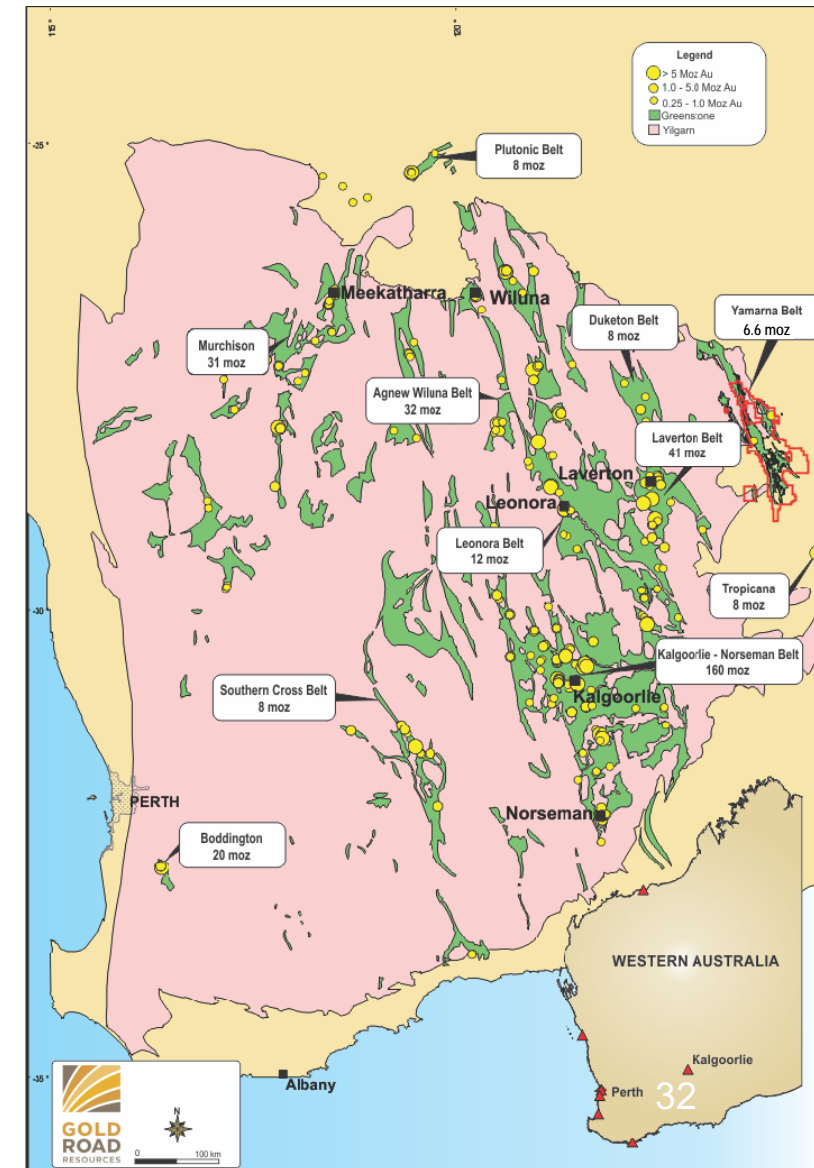 115
120
Legend
> 5 Moz Au
1.0 - 5.0 Moz Au
0.25 - 1.0 Moz Au
Greenstone
Yilgarn
-25
Plutonic Belt
8 moz
Meekatharra
Wiluna
Yamarna Belt
6.6 moz
Duketon Belt
8 moz
Murchison
31 moz
Agnew Wiluna Belt
32 moz
Laverton Belt
41 moz
Laverton
Leonora
Leonora Belt
12 moz
Tropicana
8 moz
-30
Kalgoorlie - Norseman Belt
160 moz
Southern Cross Belt
8 moz
Kalgoorlie
PERTH
Norseman
Boddington
20 moz
WESTERN AUSTRALIA
Kalgoorlie
Perth
32
-35
Albany
GOLD
ROAD
RESOURCES
N
0 100 km